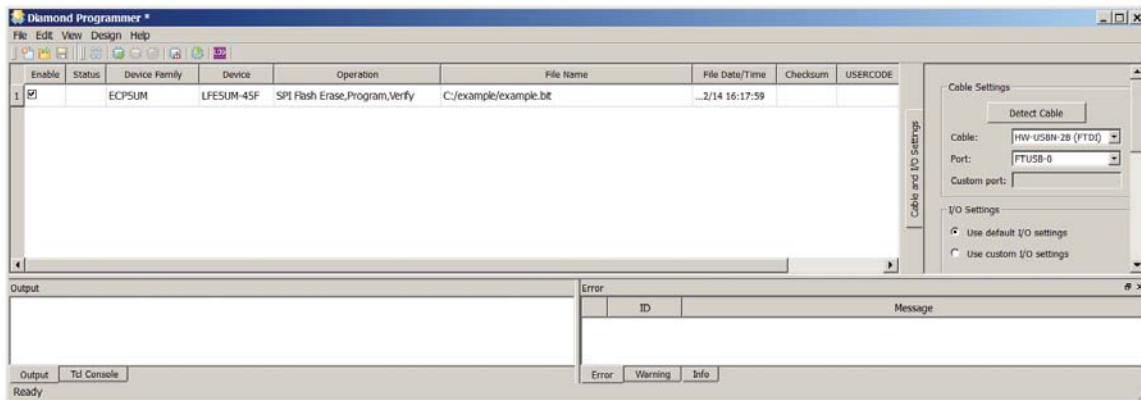 Diamond Programmer *
File Edit View Design Help
LOG
Enable Status Device Family Device Operation File Name File Date/Time Checksum USERCODE
1 ECP5UM LFE5UM-45F SPI Flash Erase,Program,Verify C:/example/example.bit ...2/14 16:17:59
Cable and I/O Settings
Cable Settings
Detect Cable
Cable: HW-USBN-2B (FTDI)
Port: FTUSB-0
Custom port:
I/O Settings
Use default I/O settings
Use custom I/O settings
Output
Output Tcl Console
Error
ID Message
Error Warning Info
Ready